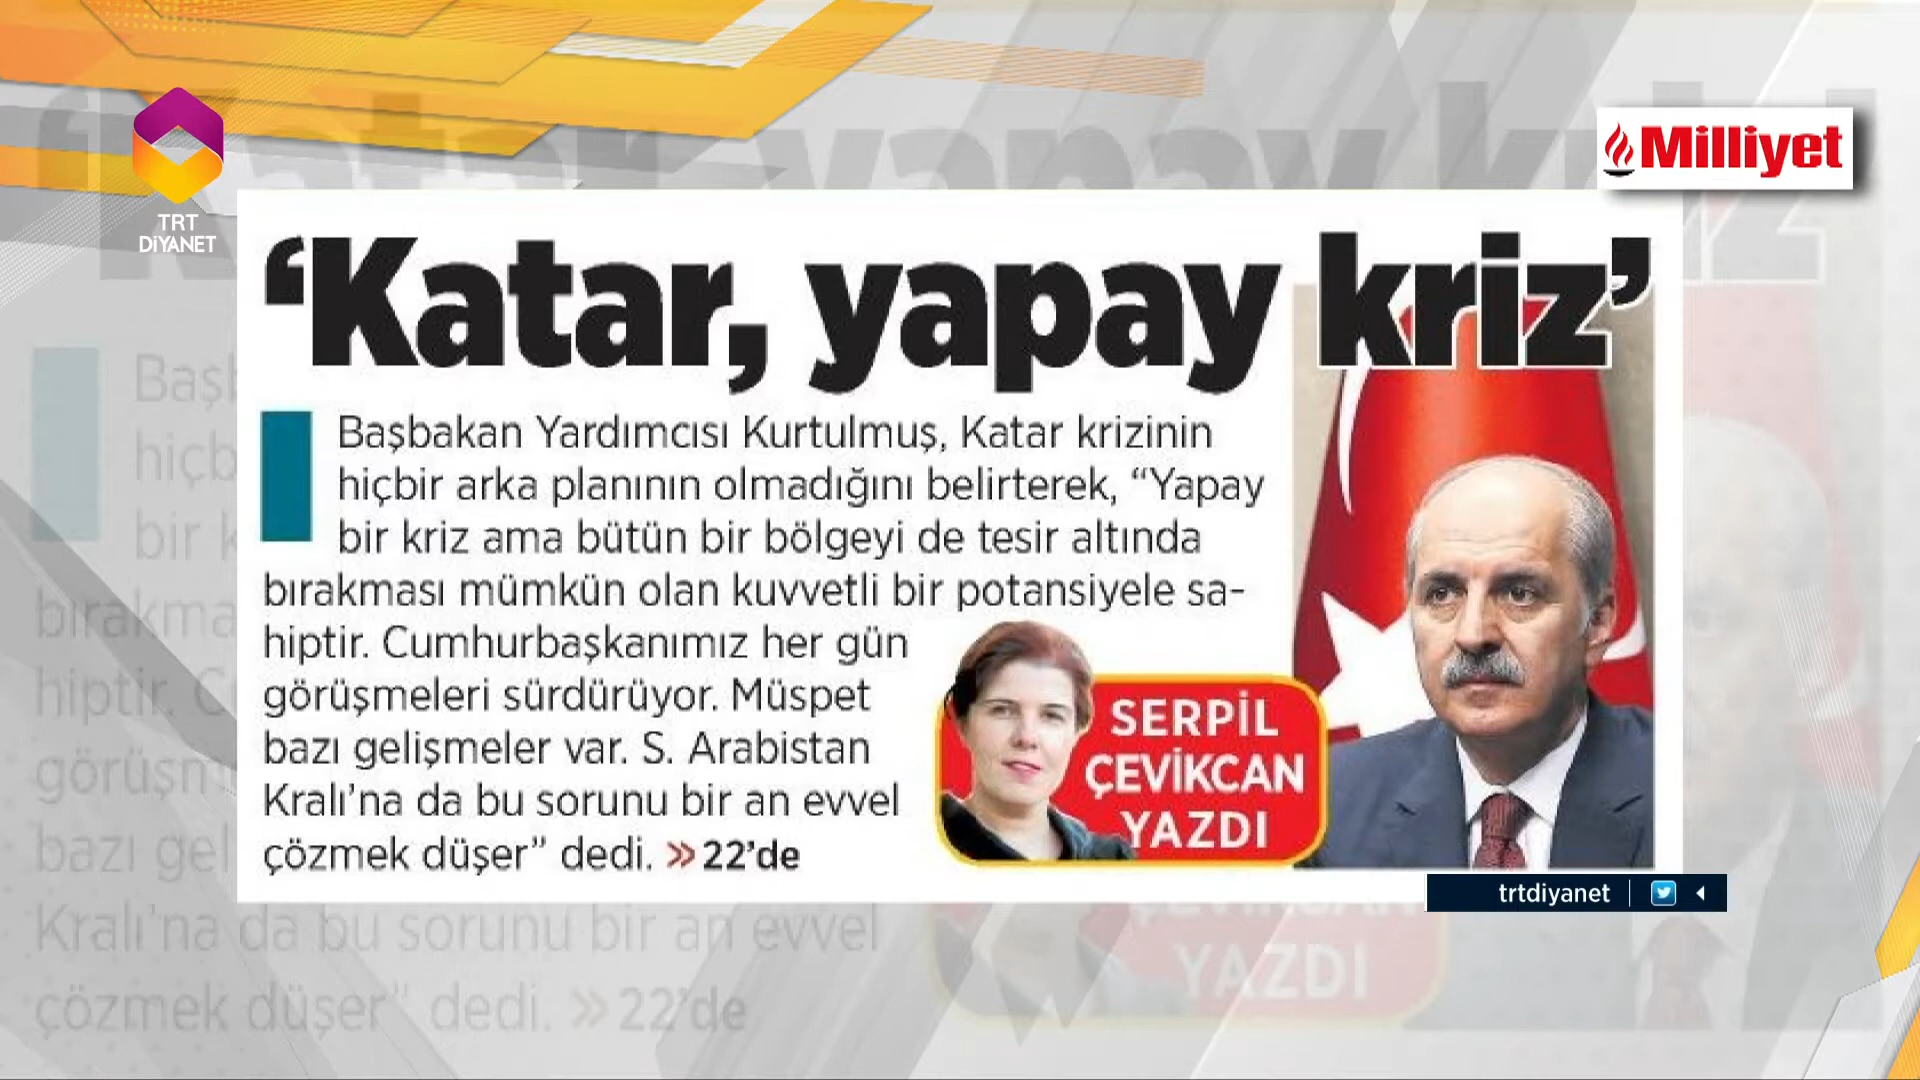 TRT
DİYANET
Milliyet
‘Katar, yapay kriz’
Başbakan Yardımcısı Kurtulmuş, Katar krizinin
hiçbir arka planının olmadığını belirterek, “Yapay
bir kriz ama bütün bir bölgeyi de tesir altında
bırakması mümkün olan kuvvetli bir potansiyele sa-
hiptir. Cumhurbaşkanımız her gün
görüşmeleri sürdürüyor. Müspet
bazı gelişmeler var. S. Arabistan
Kralı’na da bu sorunu bir an evvel
çözmek düşer” dedi. »22’de
SERPİL
ÇEVİKCAN
YAZDI
trtdiyanet